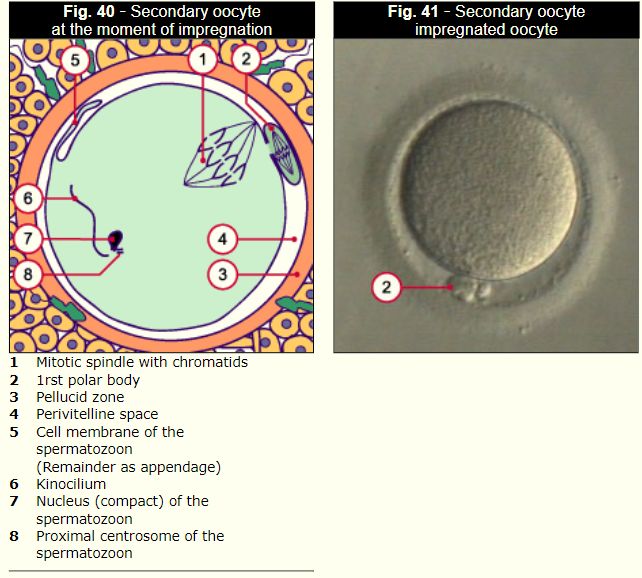 Fig. 40 - Secondary oocyte
at the moment of impregnation
5
1
2
6
7
4
8
3
1 Mitotic spindle with chromatids
2 1rst polar body
3 Pellucid zone
4 Perivitelline space
5 Cell membrane of the
spermatozoon
(Remainder as appendage)
6 Kinocilium
7 Nucleus (compact) of the
spermatozoon
8 Proximal centrosome of the
spermatozoon
Fig. 41 - Secondary oocyte
impregnated oocyte
2